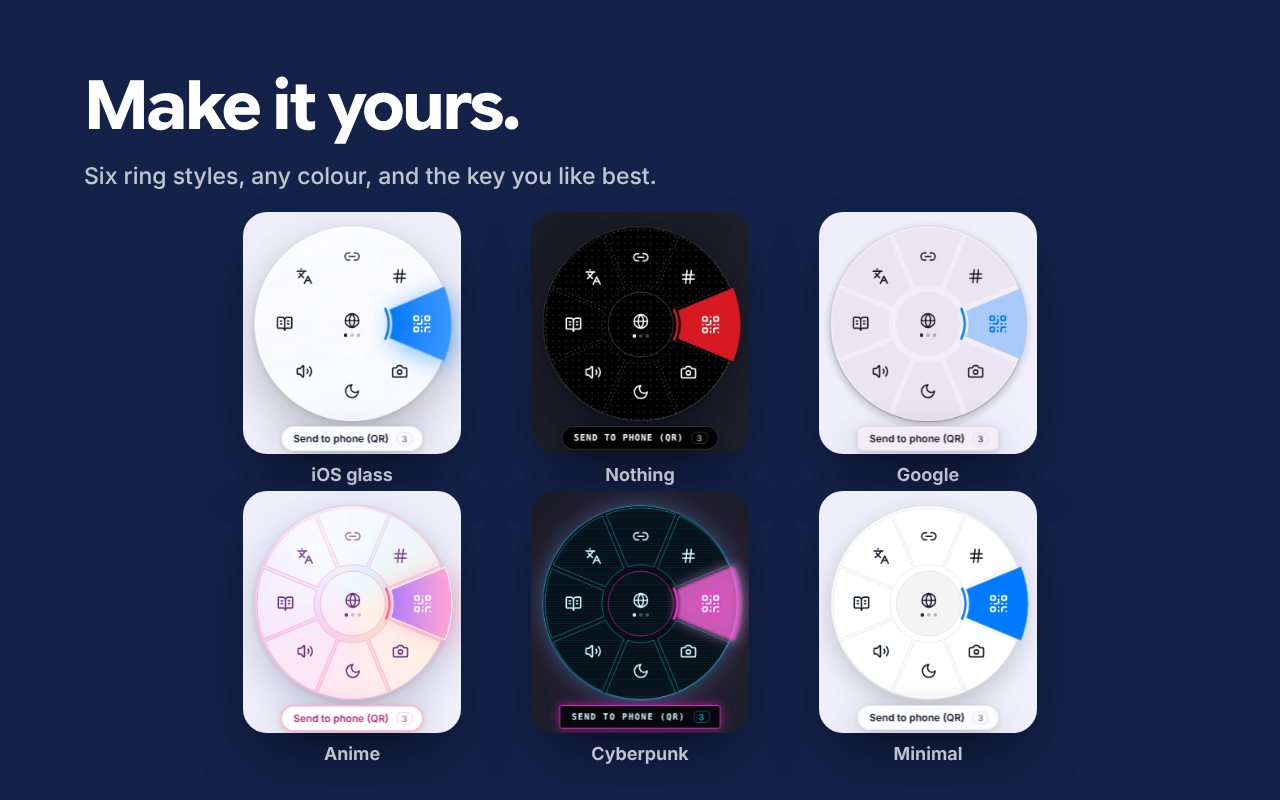 Make it yours.
Six ring styles, any colour, and the key you like best.
Send to phone (QR) 3
SEND TO PHONE (QR) 3
Send to phone (QR) 3
iOS glass
Nothing
Google
Send to phone (QR) 3
SEND TO PHONE (QR) 3
Send to phone (QR) 3
Anime
Cyberpunk
Minimal